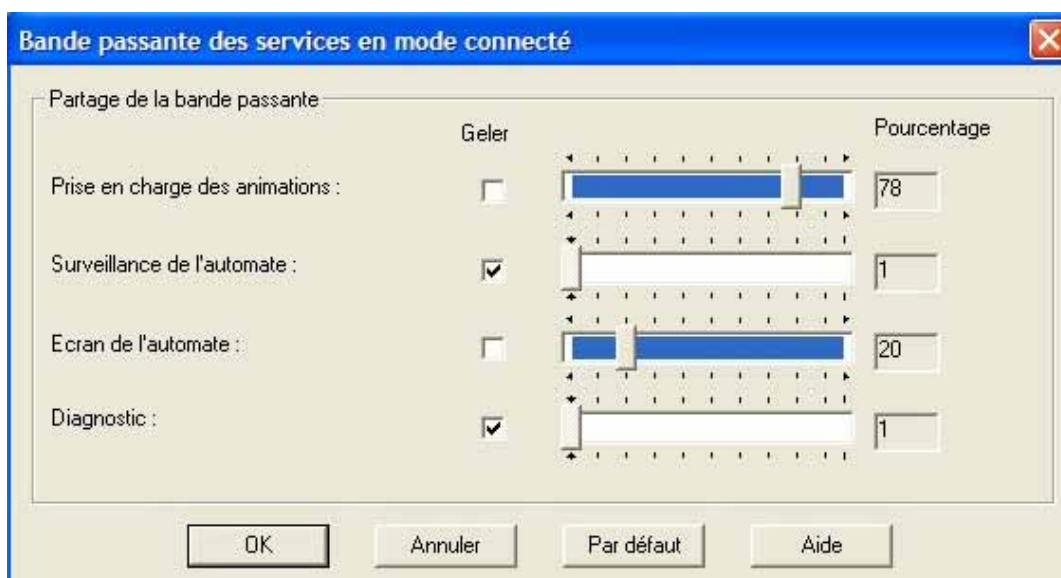 Bande passante des services en mode connecté
Partage de la bande passante
Geler
Pourcentage
Prise en charge des animations :
78
Surveillance de l'automate :
1
Ecran de l'automate :
20
Diagnostic :
1
OK
Annuler
Par défaut
Aide